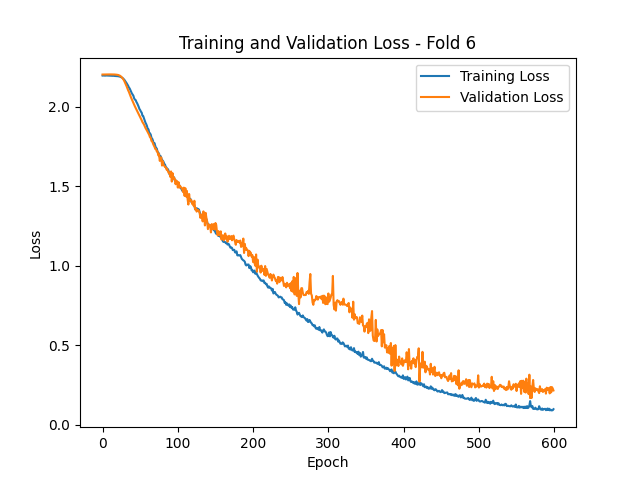 Training and Validation Loss - Fold 6
Training Loss
Validation Loss
Loss
2.0
1.5
1.0
0.5
0.0
0 100 200 300 400 500 600
Epoch